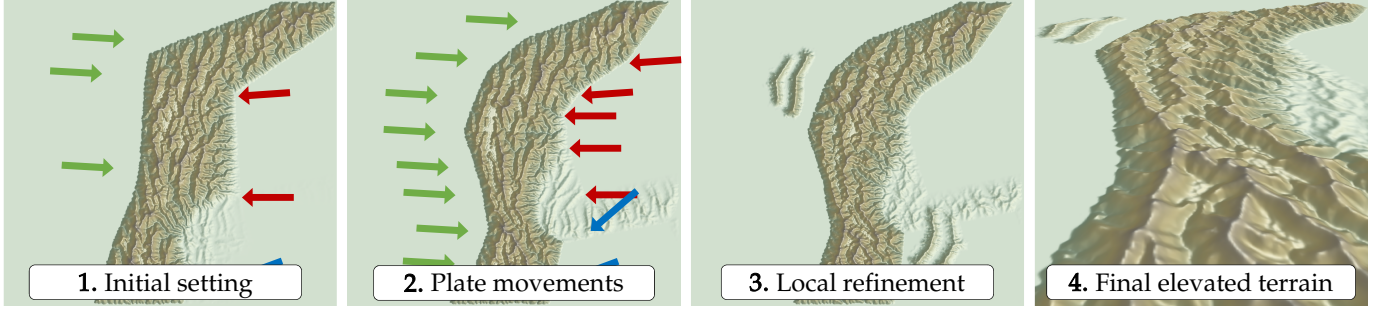 1. Initial setting
2. Plate movements
3. Local refinement
4. Final elevated terrain